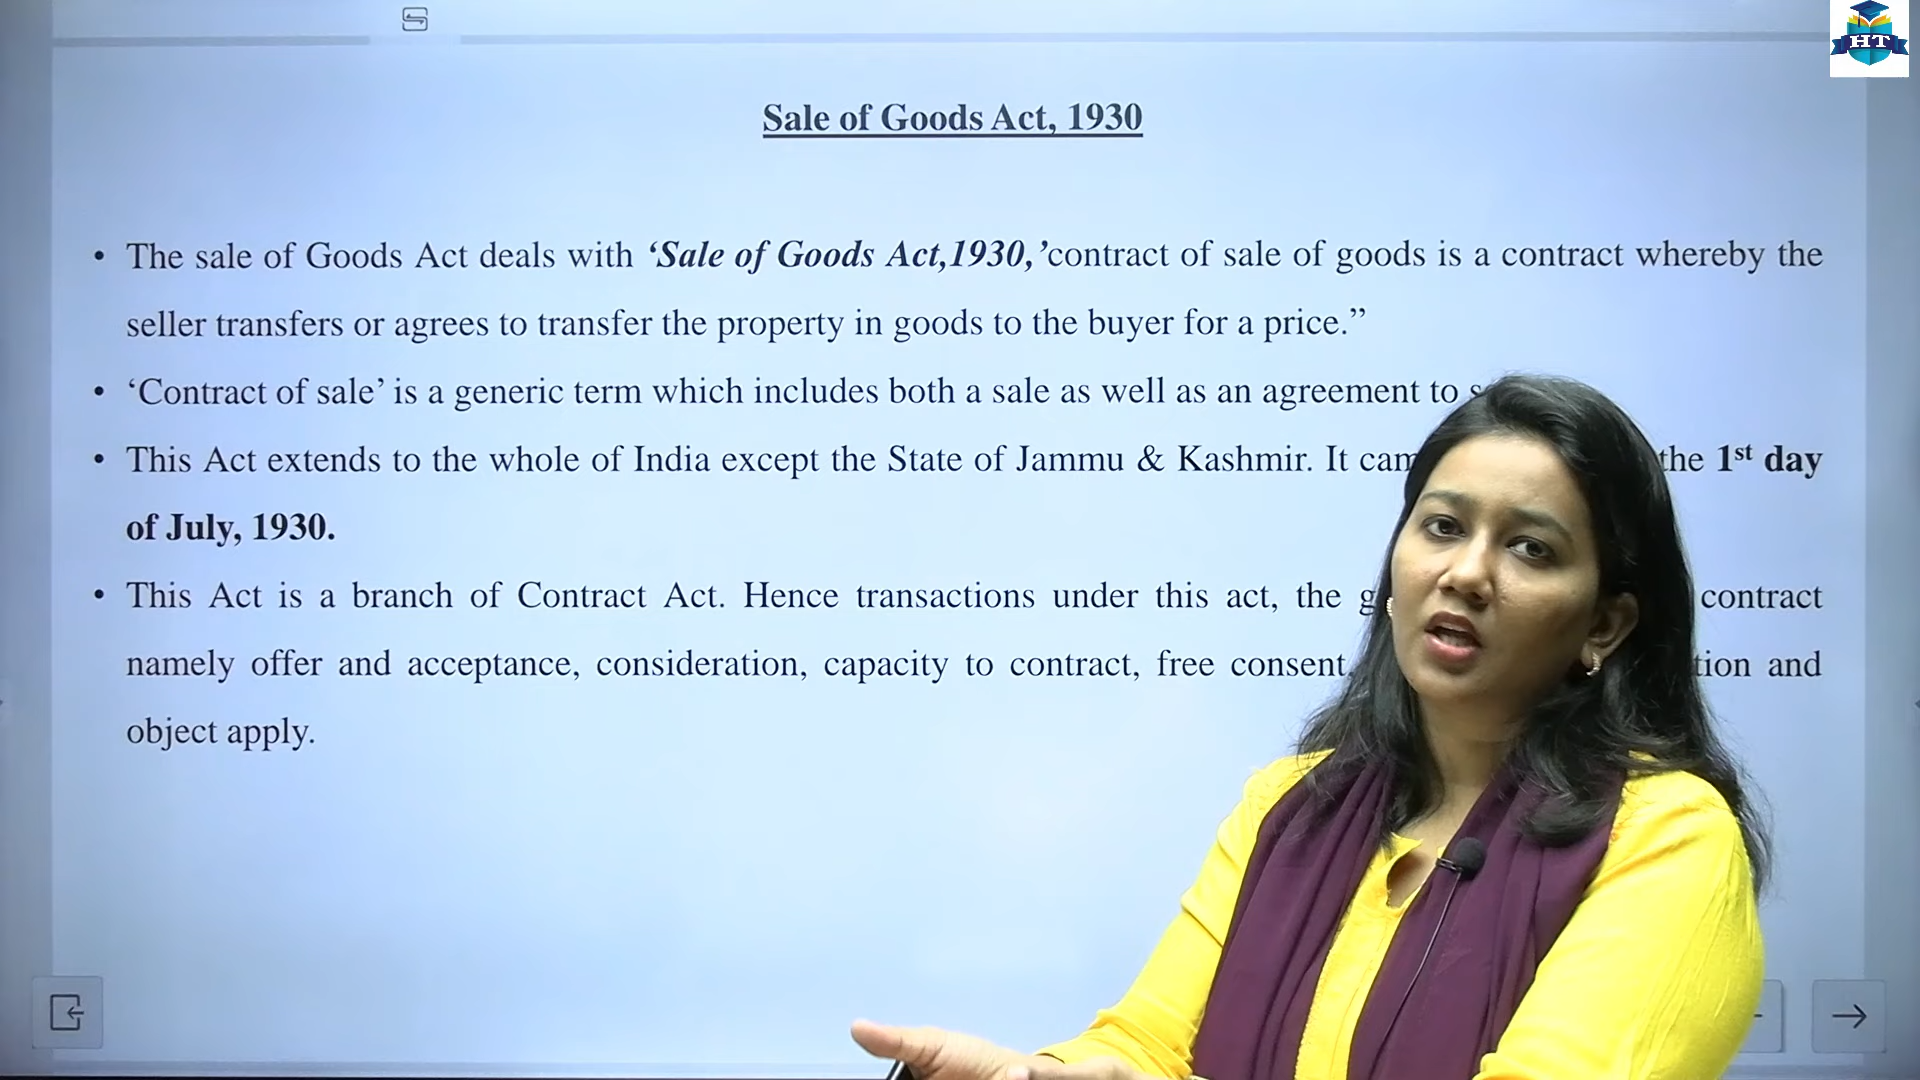 HT
Sale of Goods Act, 1930
• The sale of Goods Act deals with ‘Sale of Goods Act,1930,’contract of sale of goods is a contract whereby the
seller transfers or agrees to transfer the property in goods to the buyer for a price.”
• ‘Contract of sale’ is a generic term which includes both a sale as well as an agreement to
• This Act extends to the whole of India except the State of Jammu & Kashmir. It the 1st day
of July, 1930.
• This Act is a branch of Contract Act. Hence transactions under this act, the contract
namely offer and acceptance, consideration, capacity to contract, free consent, and
object apply.